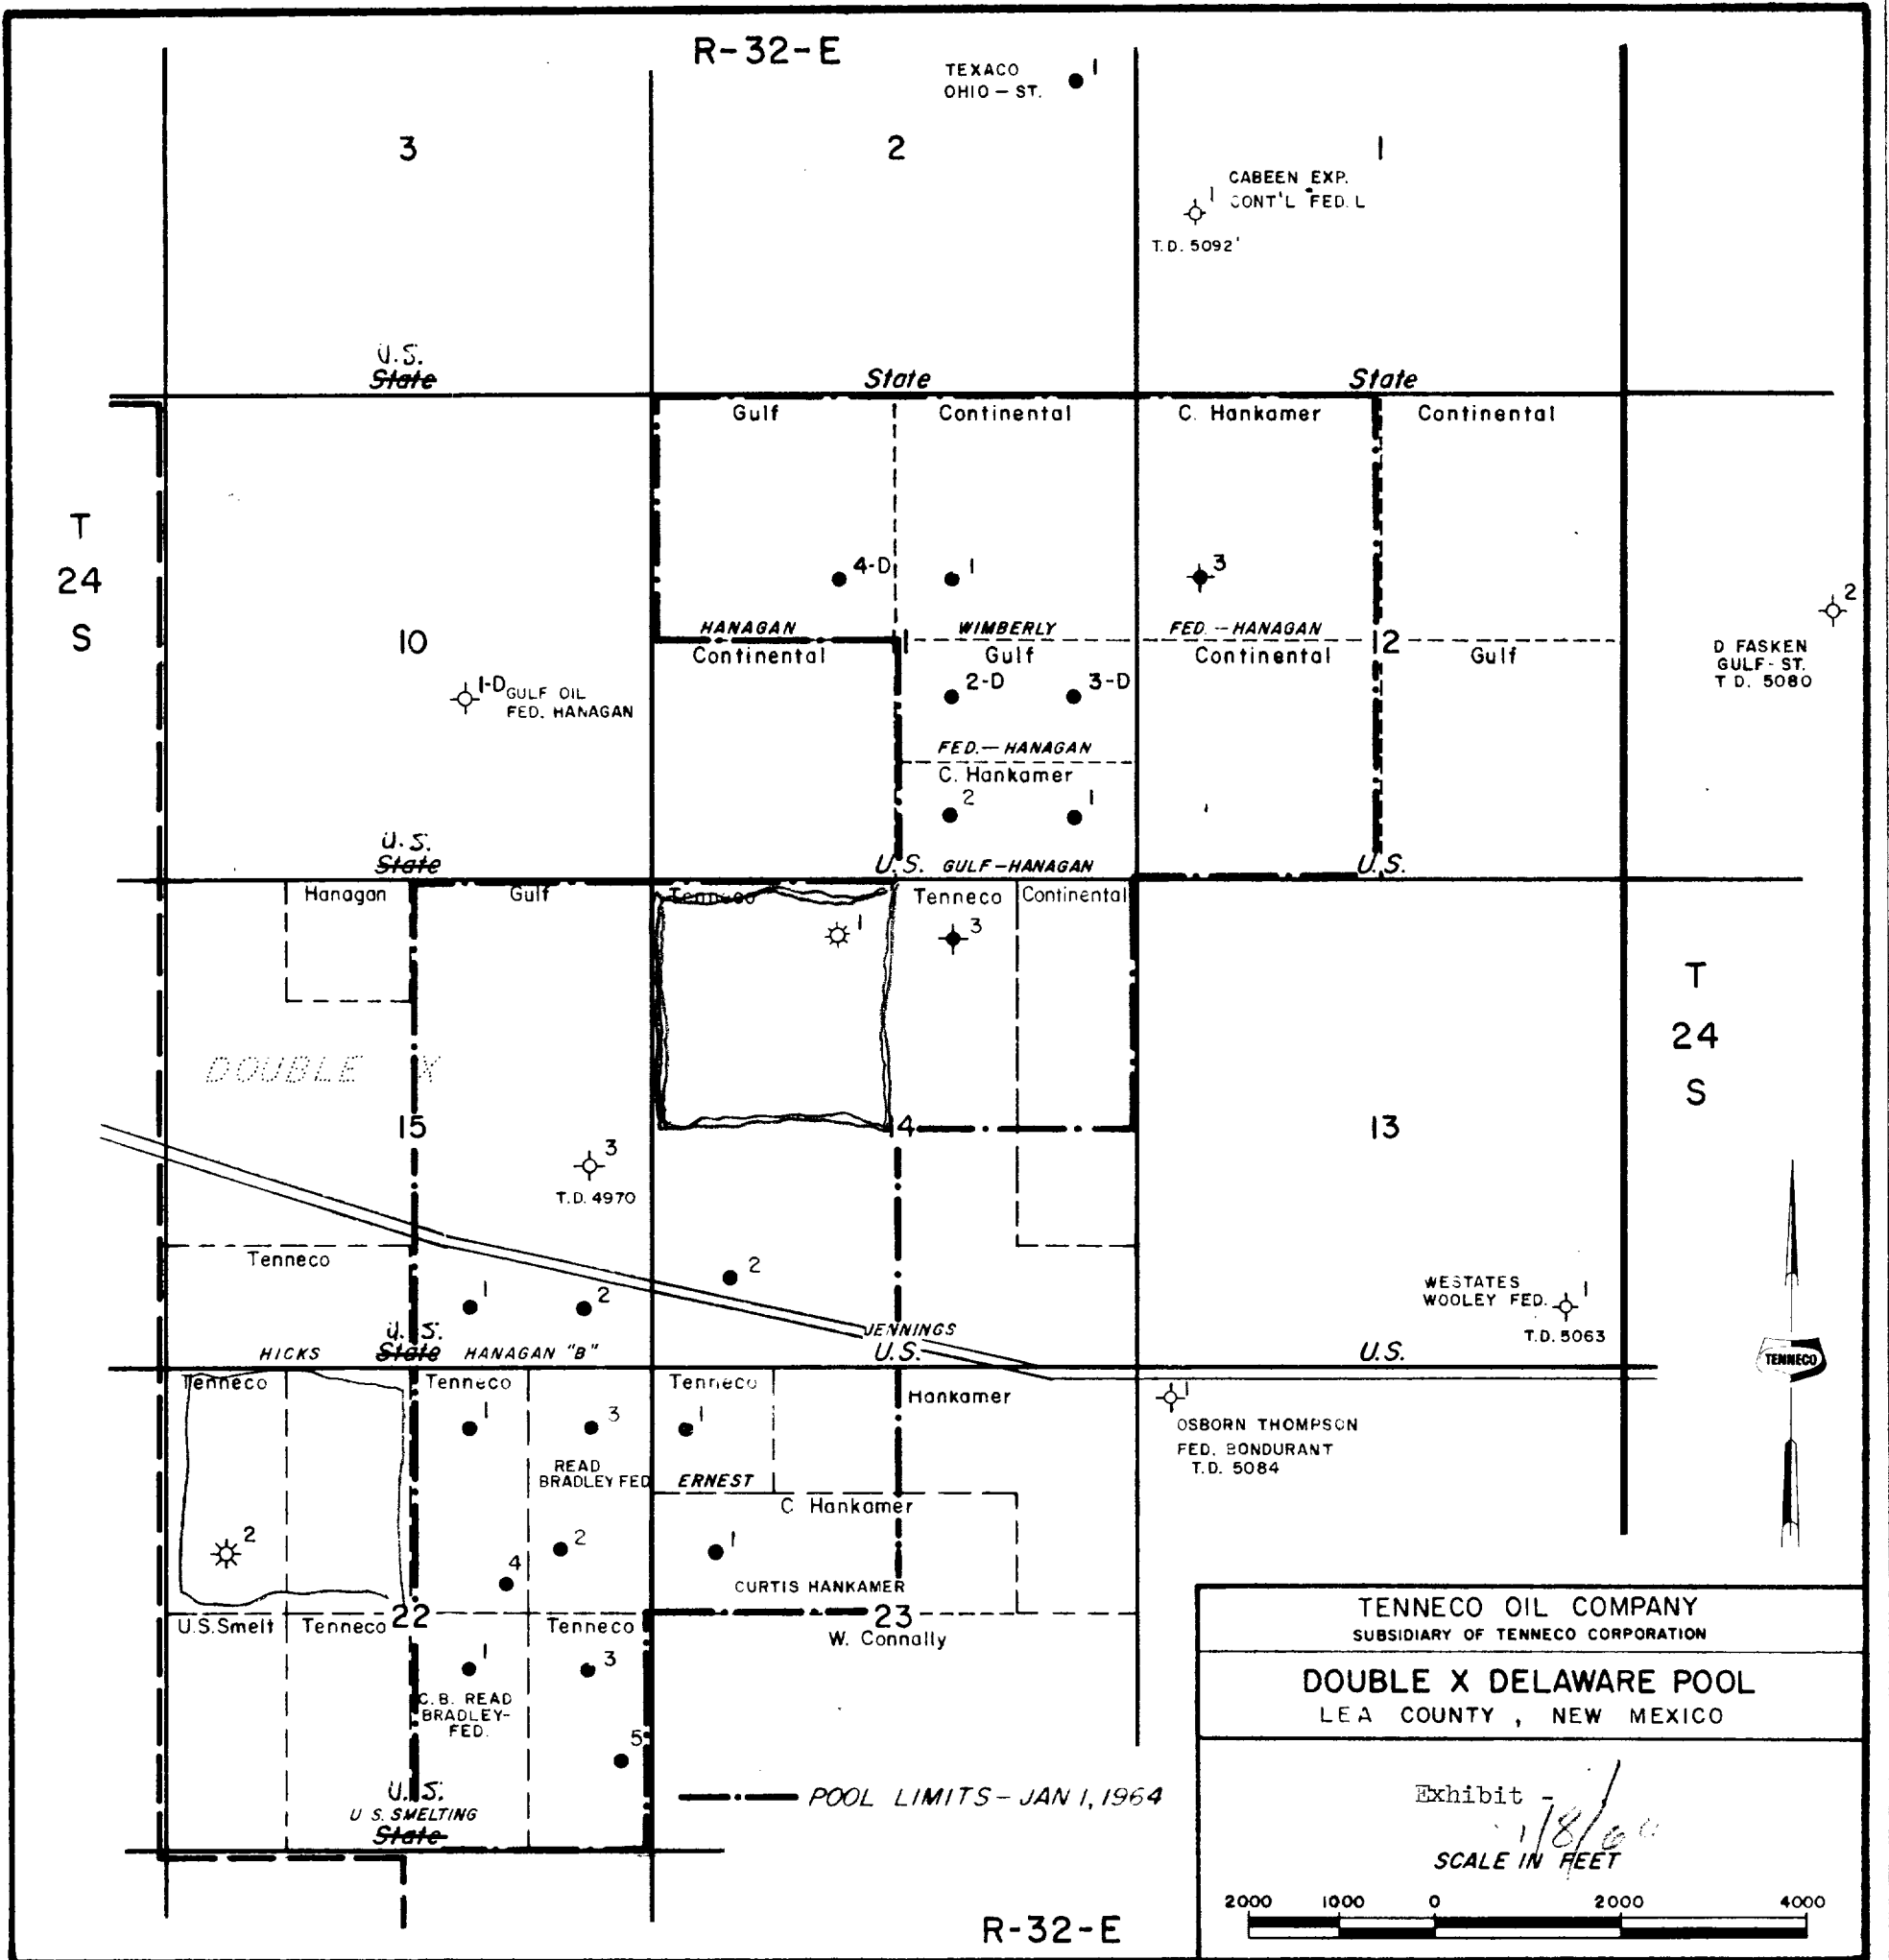 R-32-E
TEXACO
OHIO - ST.
1
3
2
1
CABEEN EXP.
CONT'L FED. L
1
T.D. 5092'
U.S.
State
State
State
Gulf
Continental
C. Hankamer
Continental
T
24
S
4-D
1
3
2
HANAGAN
WIMBERLY
FED. - HANAGAN
10
11
12
Continental
Gulf
Continental
Gulf
D FASKEN
GULF - ST.
T D. 5080
1-D
GULF OIL
FED. HANAGAN
2-D
3-D
FED. - HANAGAN
C. Hankamer
2
1
U.S.
State
U.S.
GULF-HANAGAN
U.S.
Hanagan
Gulf
Tenneco
Tenneco
Continental
1
3
T
24
S
DOUBLE X
15
14
13
3
T.D. 4970
Tenneco
2
1
2
WESTATES
WOOLEY FED.
1
T.D. 5063
JENNINGS
U.S.
State
HICKS
HANAGAN "B"
U.S.
U.S.
TENNECO
Tenneco
Tenneco
Tenneco
Hankamer
1
3
1
1
OSBORN THOMPSON
FED. BONDURANT
T.D. 5084
READ
BRADLEY FED
ERNEST
C Hankamer
2
2
1
4
CURTIS HANKAMER
22
23
U.S. Smelt
Tenneco
Tenneco
W. Connally
1
3
C.B. READ
BRADLEY-
FED.
5
U.S.
U S. SMELTING
State
POOL LIMITS - JAN 1, 1964
R-32-E
TENNECO OIL COMPANY
SUBSIDIARY OF TENNECO CORPORATION
DOUBLE X DELAWARE POOL
LEA COUNTY , NEW MEXICO
Exhibit -
SCALE IN FEET
2000 1000 0 2000 4000